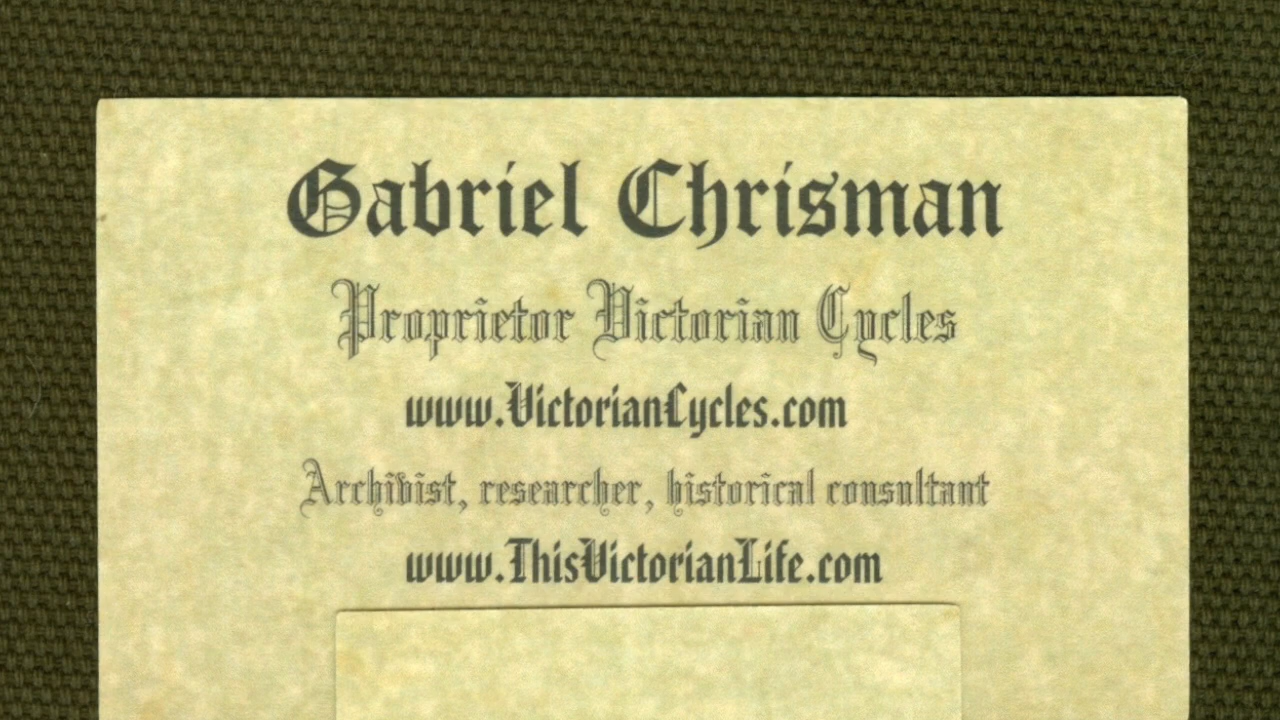 Gabriel Chrisman
Proprietor Victorian Cycles
www.VictorianCycles.com
Archivist, researcher, historical consultant
www.ThisVictorianLife.com